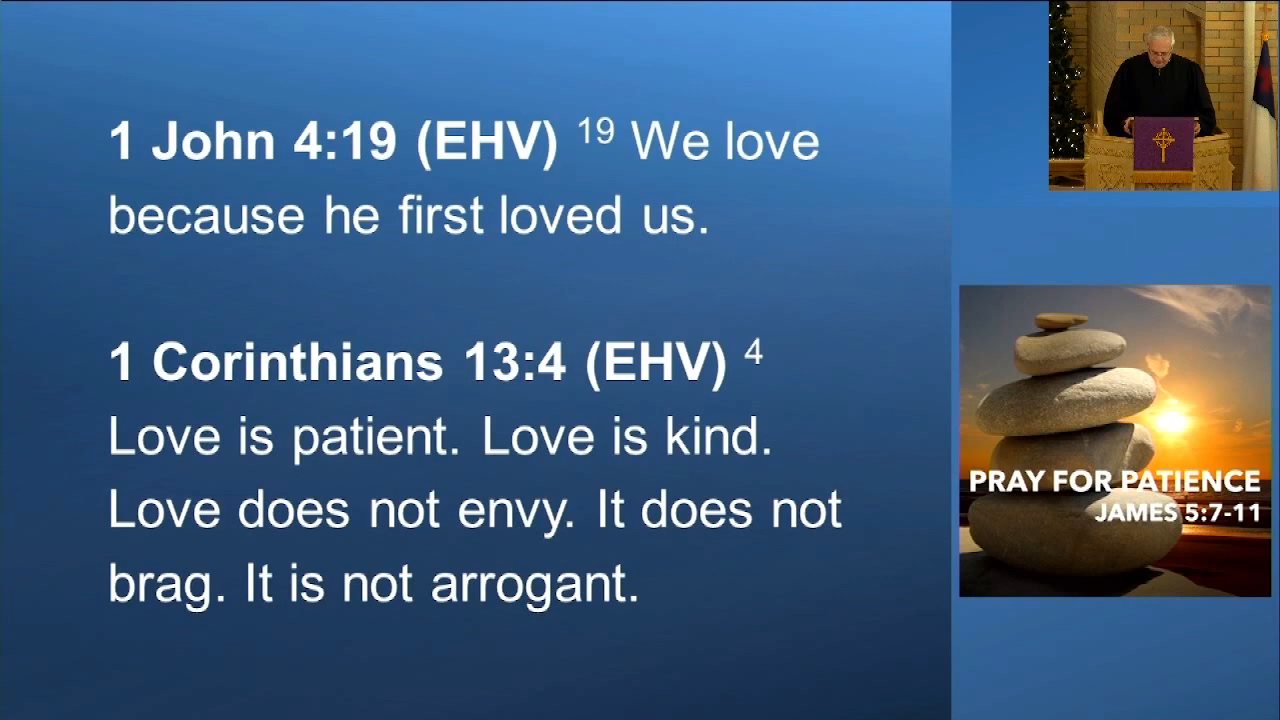 1 John 4:19 (EHV) 19 We love
because he first loved us.
1 Corinthians 13:4 (EHV) 4
Love is patient. Love is kind.
Love does not envy. It does not
brag. It is not arrogant.
PRAY FOR PATIENCE
JAMES 5:7-11